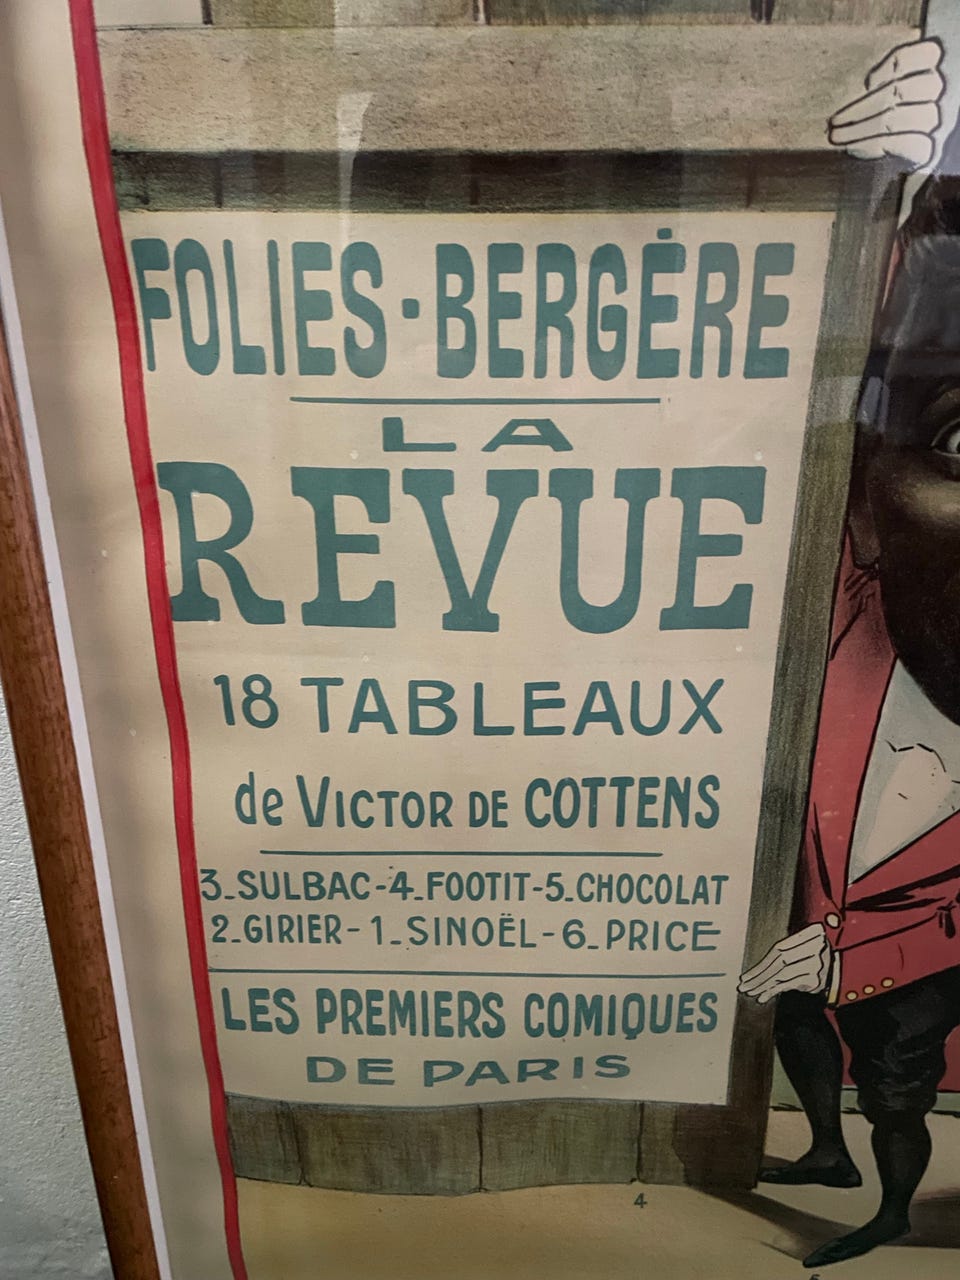 FOLIES-BERGÈRE
LA
REVUE
18 TABLEAUX
de VICTOR DE COTTENS
3_SULBAC-4_FOOTIT-5_CHOCOLAT
2_GIRIER-1_SINOËL-6_PRICE
LES PREMIERS COMIQUES
DE PARIS
4